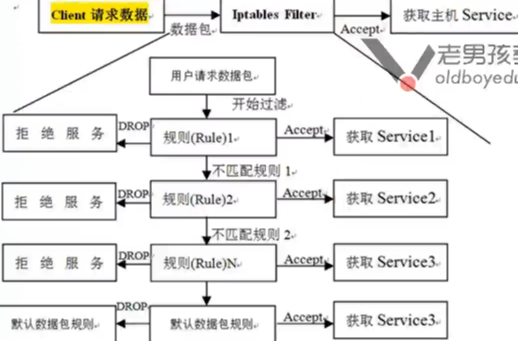 Client 请求数据
Iptables Filter
获取主机 Service
数据包
Accept
老男孩
oldboyedu
用户请求数据包
开始过滤
拒绝服务
DROP
规则(Rule)1
Accept
获取 Service1
不匹配规则 1
拒绝服务
DROP
规则(Rule)2
Accept
获取 Service2
不匹配规则 2
拒绝服务
DROP
规则(Rule)N
Accept
获取 Service3
默认数据包规则
DROP
默认数据包规则
Accept
获取 Service3